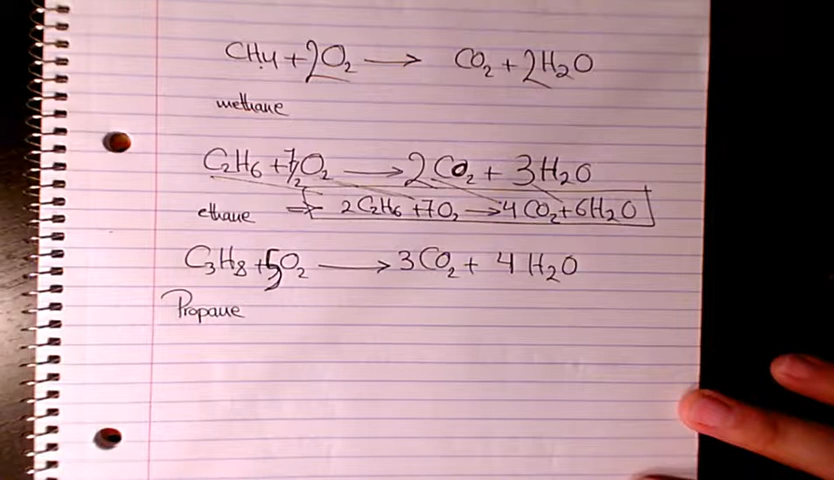 CH4 + 2O2 → CO2 + 2H2O
methane
C2H6 + 7/2O2 → 2CO2 + 3H2O
ethane ⇒ 2C2H6 + 7O2 → 4CO2 + 6H2O
C3H8 + 5O2 → 3CO2 + 4H2O
Propane